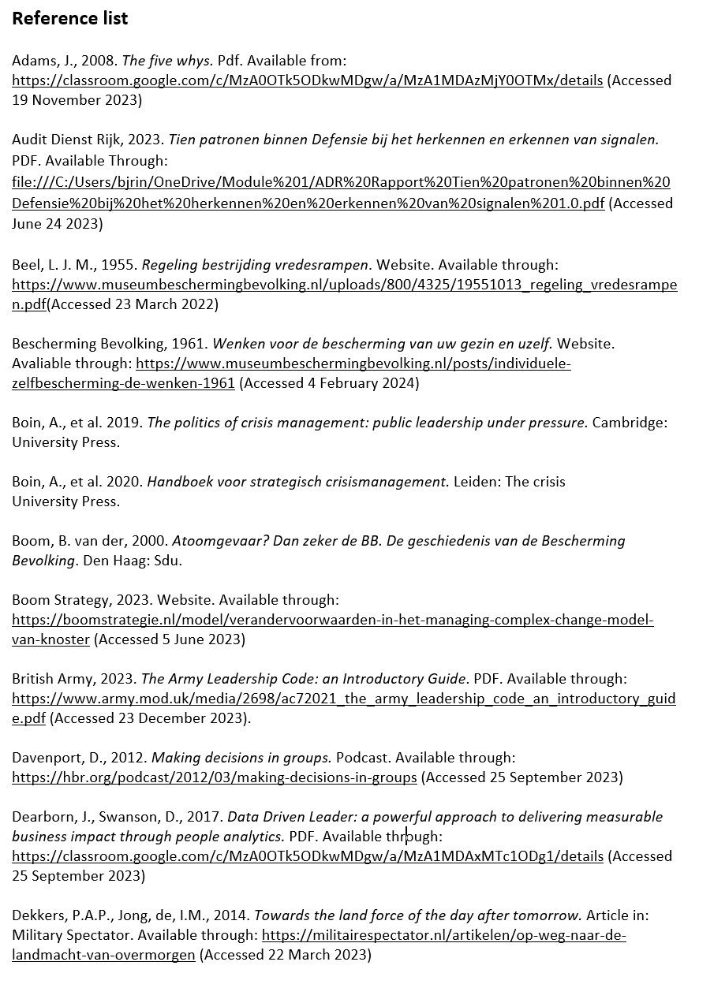 Reference list
Adams, J., 2008. The five whys. Pdf. Available from:
https://classroom.google.com/c/MzA0OTk5ODkwMDgw/a/MzA1MDAzMjY0OTMx/details (Accessed
19 November 2023)
Audit Dienst Rijk, 2023. Tien patronen binnen Defensie bij het herkennen en erkennen van signalen.
PDF. Available Through:
file:///C:/Users/bjrin/OneDrive/Module%201/ADR%20Rapport%20Tien%20patronen%20binnen%20
Defensie%20bij%20het%20herkennen%20en%20erkennen%20van%20signalen%201.0.pdf (Accessed
June 24 2023)
Beel, L. J. M., 1955. Regeling bestrijding vredesrampen. Website. Available through:
https://www.museumbeschermingbevolking.nl/uploads/800/4325/19551013_regeling_vredesrampe
n.pdf(Accessed 23 March 2022)
Bescherming Bevolking, 1961. Wenken voor de bescherming van uw gezin en uzelf. Website.
Avaliable through: https://www.museumbeschermingbevolking.nl/posts/individuele-
zelfbescherming-de-wenken-1961 (Accessed 4 February 2024)
Boin, A., et al. 2019. The politics of crisis management: public leadership under pressure. Cambridge:
University Press.
Boin, A., et al. 2020. Handboek voor strategisch crisismanagement. Leiden: The crisis
University Press.
Boom, B. van der, 2000. Atoomgevaar? Dan zeker de BB. De geschiedenis van de Bescherming
Bevolking. Den Haag: Sdu.
Boom Strategy, 2023. Website. Available through:
https://boomstrategie.nl/model/verandervoorwaarden-in-het-managing-complex-change-model-
van-knoster (Accessed 5 June 2023)
British Army, 2023. The Army Leadership Code: an Introductory Guide. PDF. Available through:
https://www.army.mod.uk/media/2698/ac72021_the_army_leadership_code_an_introductory_guid
e.pdf (Accessed 23 December 2023).
Davenport, D., 2012. Making decisions in groups. Podcast. Available through:
https://hbr.org/podcast/2012/03/making-decisions-in-groups (Accessed 25 September 2023)
Dearborn, J., Swanson, D., 2017. Data Driven Leader: a powerful approach to delivering measurable
business impact through people analytics. PDF. Available through:
https://classroom.google.com/c/MzA0OTk5ODkwMDgw/a/MzA1MDAxMTc1ODg1/details (Accessed
25 September 2023)
Dekkers, P.A.P., Jong, de, I.M., 2014. Towards the land force of the day after tomorrow. Article in:
Military Spectator. Available through: https://militairespectator.nl/artikelen/op-weg-naar-de-
landmacht-van-overmorgen (Accessed 22 March 2023)